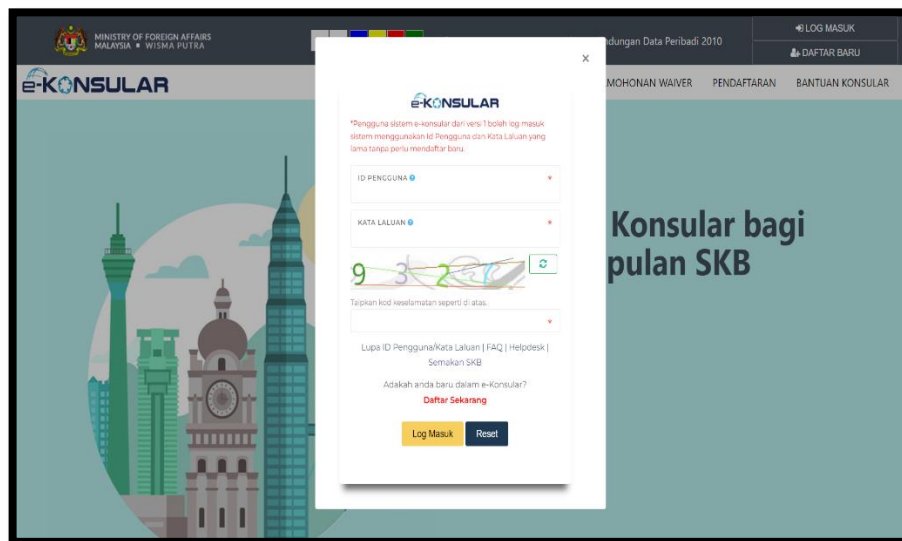 MINISTRY OF FOREIGN AFFAIRS
MALAYSIA ■ WISMA PUTRA
Data Peribadi 2010
LOG MASUK
DAFTAR BARU
e-KONSULAR
MOHONAN WAIVER PENDAFTARAN BANTUAN KONSULAR
×
e-KONSULAR
*Pengguna sistem e-konsular dari versi 1 boleh log masuk
sistem menggunakan Id Pengguna dan Kata Laluan yang
lama tanpa perlu mendaftar baru.
ID PENGGUNA *
KATA LALUAN *
9 3 2
Taipkan kod keselamatan seperti di atas.
*
Lupa ID Pengguna/Kata Laluan | FAQ | Helpdesk |
Semakan SKB
Adakah anda baru dalam e-Konsular?
Daftar Sekarang
Log Masuk Reset
Konsular bagi
pulan SKB